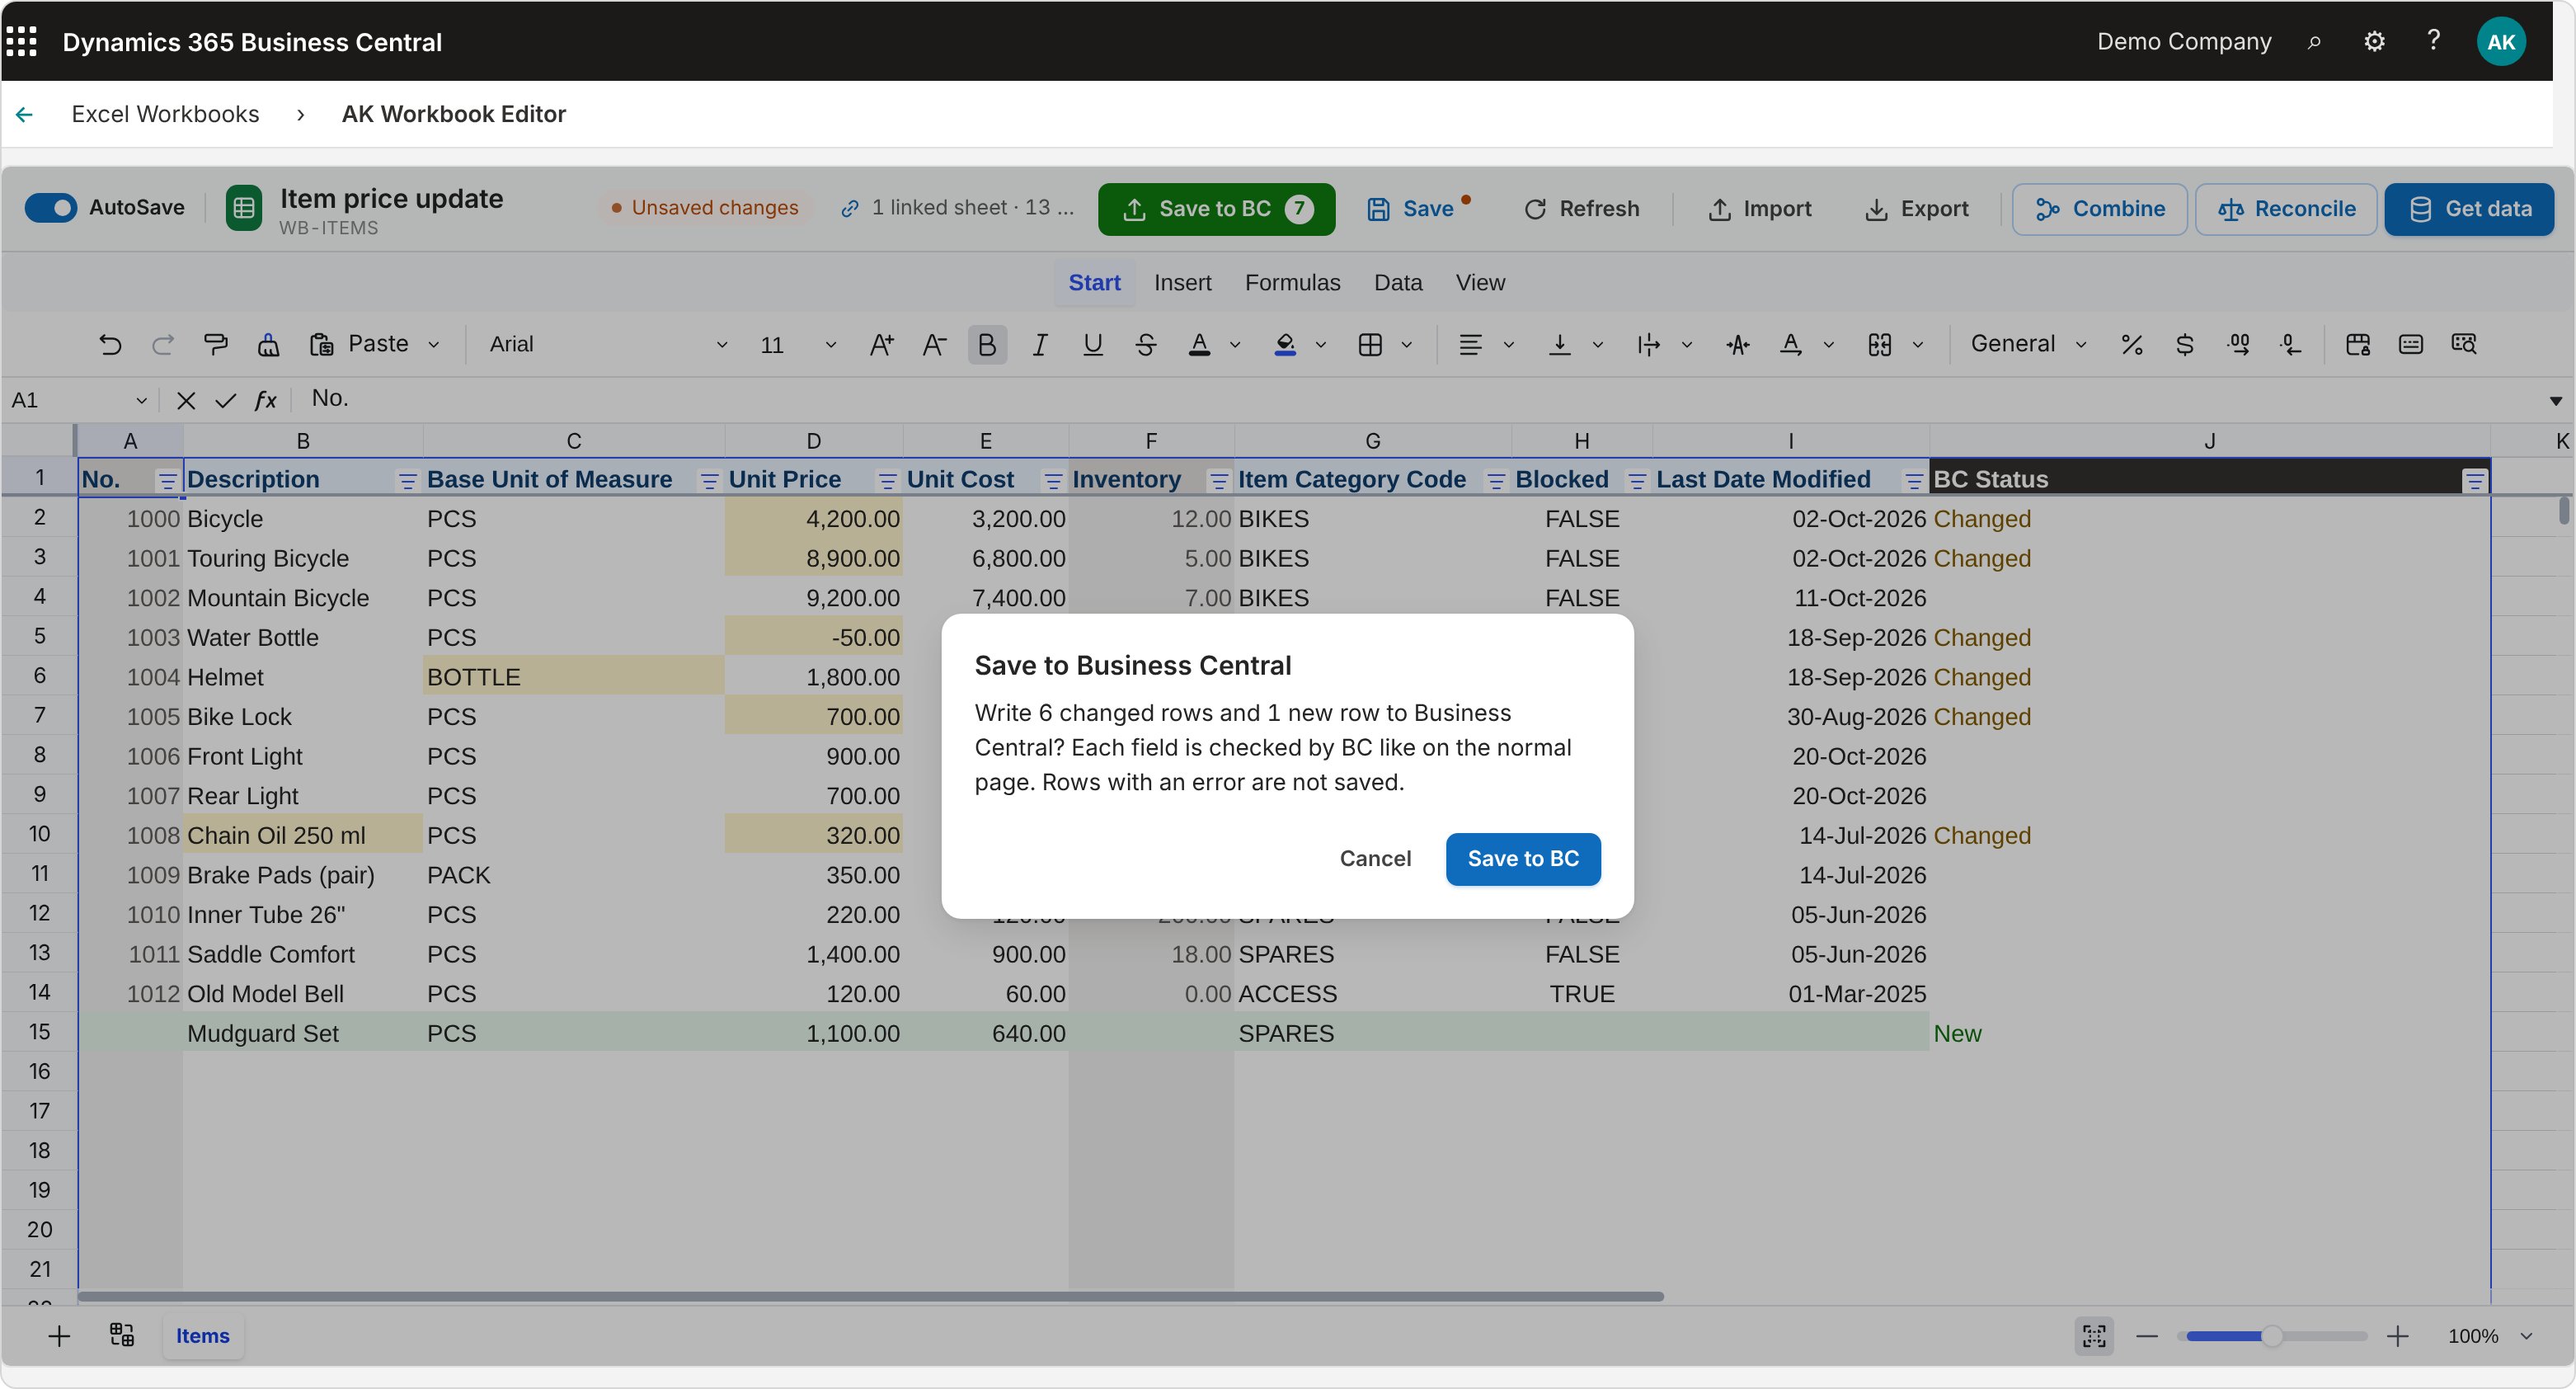 Dynamics 365 Business Central Demo Company ? AK
Excel Workbooks › AK Workbook Editor
AutoSave Item price update Unsaved changes 1 linked sheet · 13 ... Save to BC 7 Save Refresh Import Export Combine Reconcile Get data
WB-ITEMS
Start Insert Formulas Data View
Paste Arial 11 General % $
A1 fx No.
A B C D E F G H I J K
1 No. Description Base Unit of Measure Unit Price Unit Cost Inventory Item Category Code Blocked Last Date Modified BC Status
2 1000 Bicycle PCS 4,200.00 3,200.00 12.00 BIKES FALSE 02-Oct-2026 Changed
3 1001 Touring Bicycle PCS 8,900.00 6,800.00 5.00 BIKES FALSE 02-Oct-2026 Changed
4 1002 Mountain Bicycle PCS 9,200.00 7,400.00 7.00 BIKES FALSE 11-Oct-2026
5 1003 Water Bottle PCS -50.00 18-Sep-2026 Changed
6 1004 Helmet BOTTLE 1,800.00 18-Sep-2026 Changed
7 1005 Bike Lock PCS 700.00 30-Aug-2026 Changed
8 1006 Front Light PCS 900.00 20-Oct-2026
9 1007 Rear Light PCS 700.00 20-Oct-2026
10 1008 Chain Oil 250 ml PCS 320.00 14-Jul-2026 Changed
11 1009 Brake Pads (pair) PACK 350.00 14-Jul-2026
12 1010 Inner Tube 26" PCS 220.00 05-Jun-2026
13 1011 Saddle Comfort PCS 1,400.00 900.00 18.00 SPARES FALSE 05-Jun-2026
14 1012 Old Model Bell PCS 120.00 60.00 0.00 ACCESS TRUE 01-Mar-2025
15 Mudguard Set PCS 1,100.00 640.00 SPARES New
16
17
18
19
20
21
Save to Business Central
Write 6 changed rows and 1 new row to Business
Central? Each field is checked by BC like on the normal
page. Rows with an error are not saved.
Cancel Save to BC
Items 100%